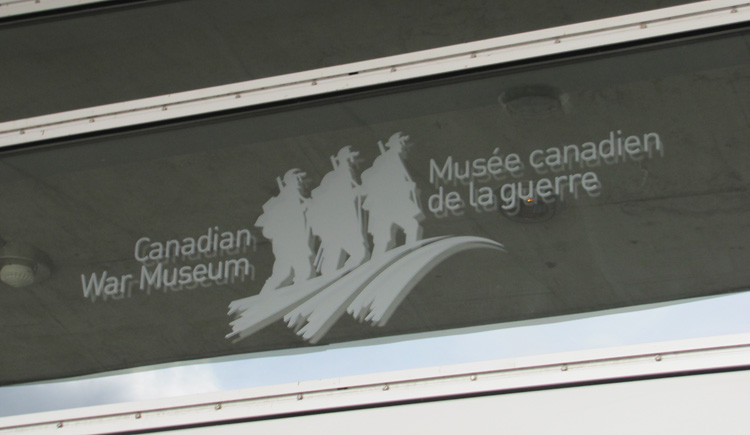 Canadian
War Museum
Musée canadien
de la guerre